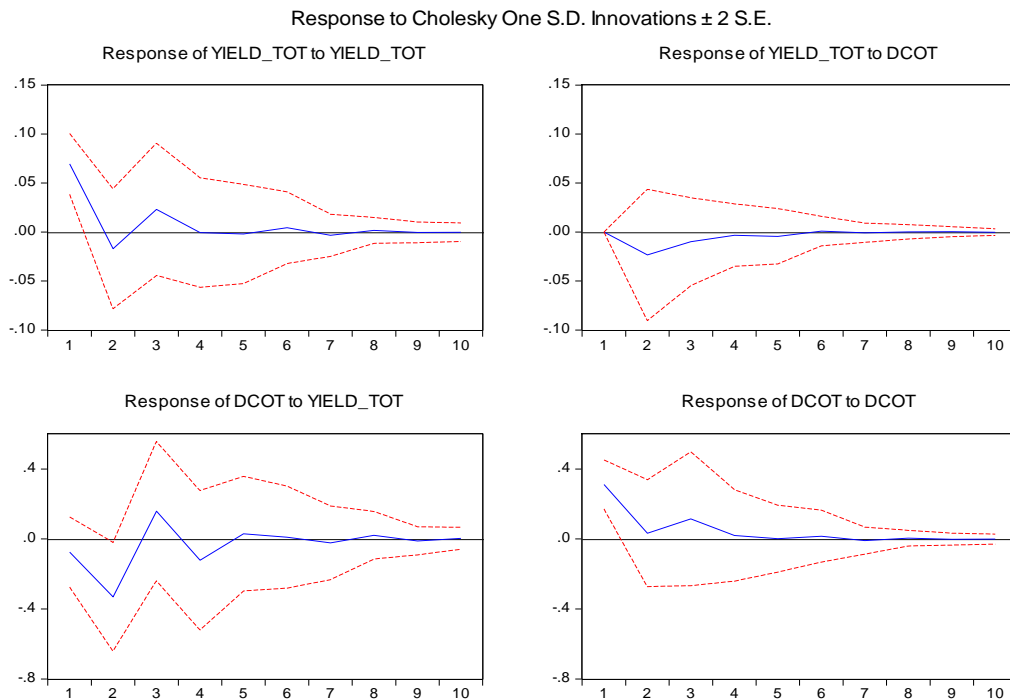 Response to Cholesky One S.D. Innovations ± 2 S.E.
Response of YIELD_TOT to YIELD_TOT
.15
.10
.05
.00
-.05
-.10
1 2 3 4 5 6 7 8 9 10
Response of YIELD_TOT to DCOT
.15
.10
.05
.00
-.05
-.10
1 2 3 4 5 6 7 8 9 10
Response of DCOT to YIELD_TOT
.4
.0
-.4
-.8
1 2 3 4 5 6 7 8 9 10
Response of DCOT to DCOT
.4
.0
-.4
-.8
1 2 3 4 5 6 7 8 9 10